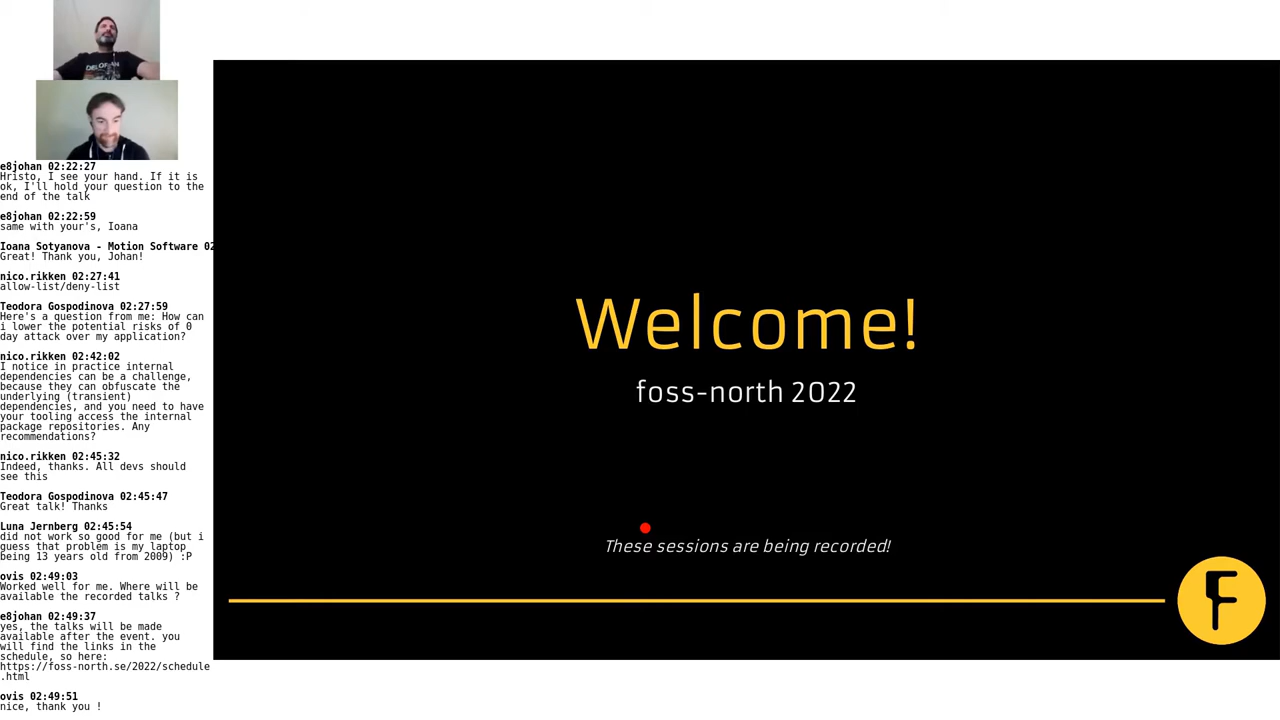 DELOREAN
e8johan 02:22:27
Hristo, I see your hand. If it is
ok, I'll hold your question to the
end of the talk
e8johan 02:22:59
same with your's, Ioana
Ioana Sotyanova - Motion Software 02
Great! Thank you, Johan!
nico.rikken 02:27:41
allow-list/deny-list
Teodora Gospodinova 02:27:59
Here's a question from me: How can
i lower the potential risks of 0
day attack over my application?
nico.rikken 02:42:02
I notice in practice internal
dependencies can be a challenge,
because they can obfuscate the
underlying (transient)
dependencies, and you need to have
your tooling access the internal
package repositories. Any
recommendations?
nico.rikken 02:45:32
Indeed, thanks. All devs should
see this
Teodora Gospodinova 02:45:47
Great talk! Thanks
Luna Jernberg 02:45:54
did not work so good for me (but i
guess that problem is my laptop
being 13 years old from 2009) :P
ovis 02:49:03
Worked well for me. Where will be
available the recorded talks ?
e8johan 02:49:37
yes, the talks will be made
available after the event. you
will find the links in the
schedule, so here:
https://foss-north.se/2022/schedule
.html
ovis 02:49:51
nice, thank you !
Welcome!
foss-north 2022
These sessions are being recorded!
F